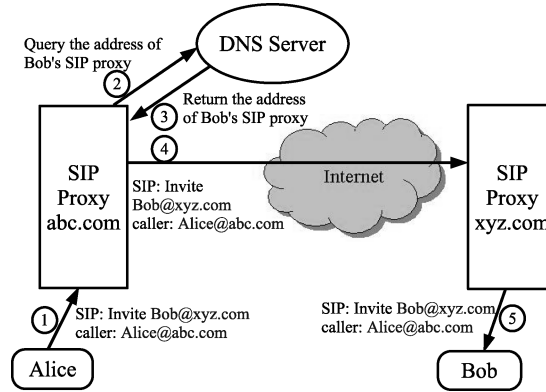 Query the address of
Bob's SIP proxy
2
DNS Server
3
Return the address
of Bob's SIP proxy
4
SIP
Proxy
abc.com
SIP: Invite
Bob@xyz.com
caller: Alice@abc.com
Internet
SIP
Proxy
xyz.com
1
SIP: Invite Bob@xyz.com
caller: Alice@abc.com
Alice
SIP: Invite Bob@xyz.com
caller: Alice@abc.com
5
Bob